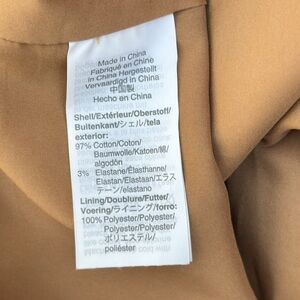 Made in China
Fabriqué en Chine
in China Hergestellt
Vervaardigd in China
中国製
Hecho en China
Shell/Extérieur/Oberstoff/
Buitenkant/シェル/tela
exterior:
97% Cotton/Coton/
Baumwolle/Katoen/綿/
algodón
3% Elastane/Élasthanne/
Elastan/Elastaan/エラス
テーン/elastano
Lining/Doublure/Futter/
Voering/ライニング/forro:
100% Polyester/Polyester/
Polyester/Polyester/
ポリエステル/
poliéster